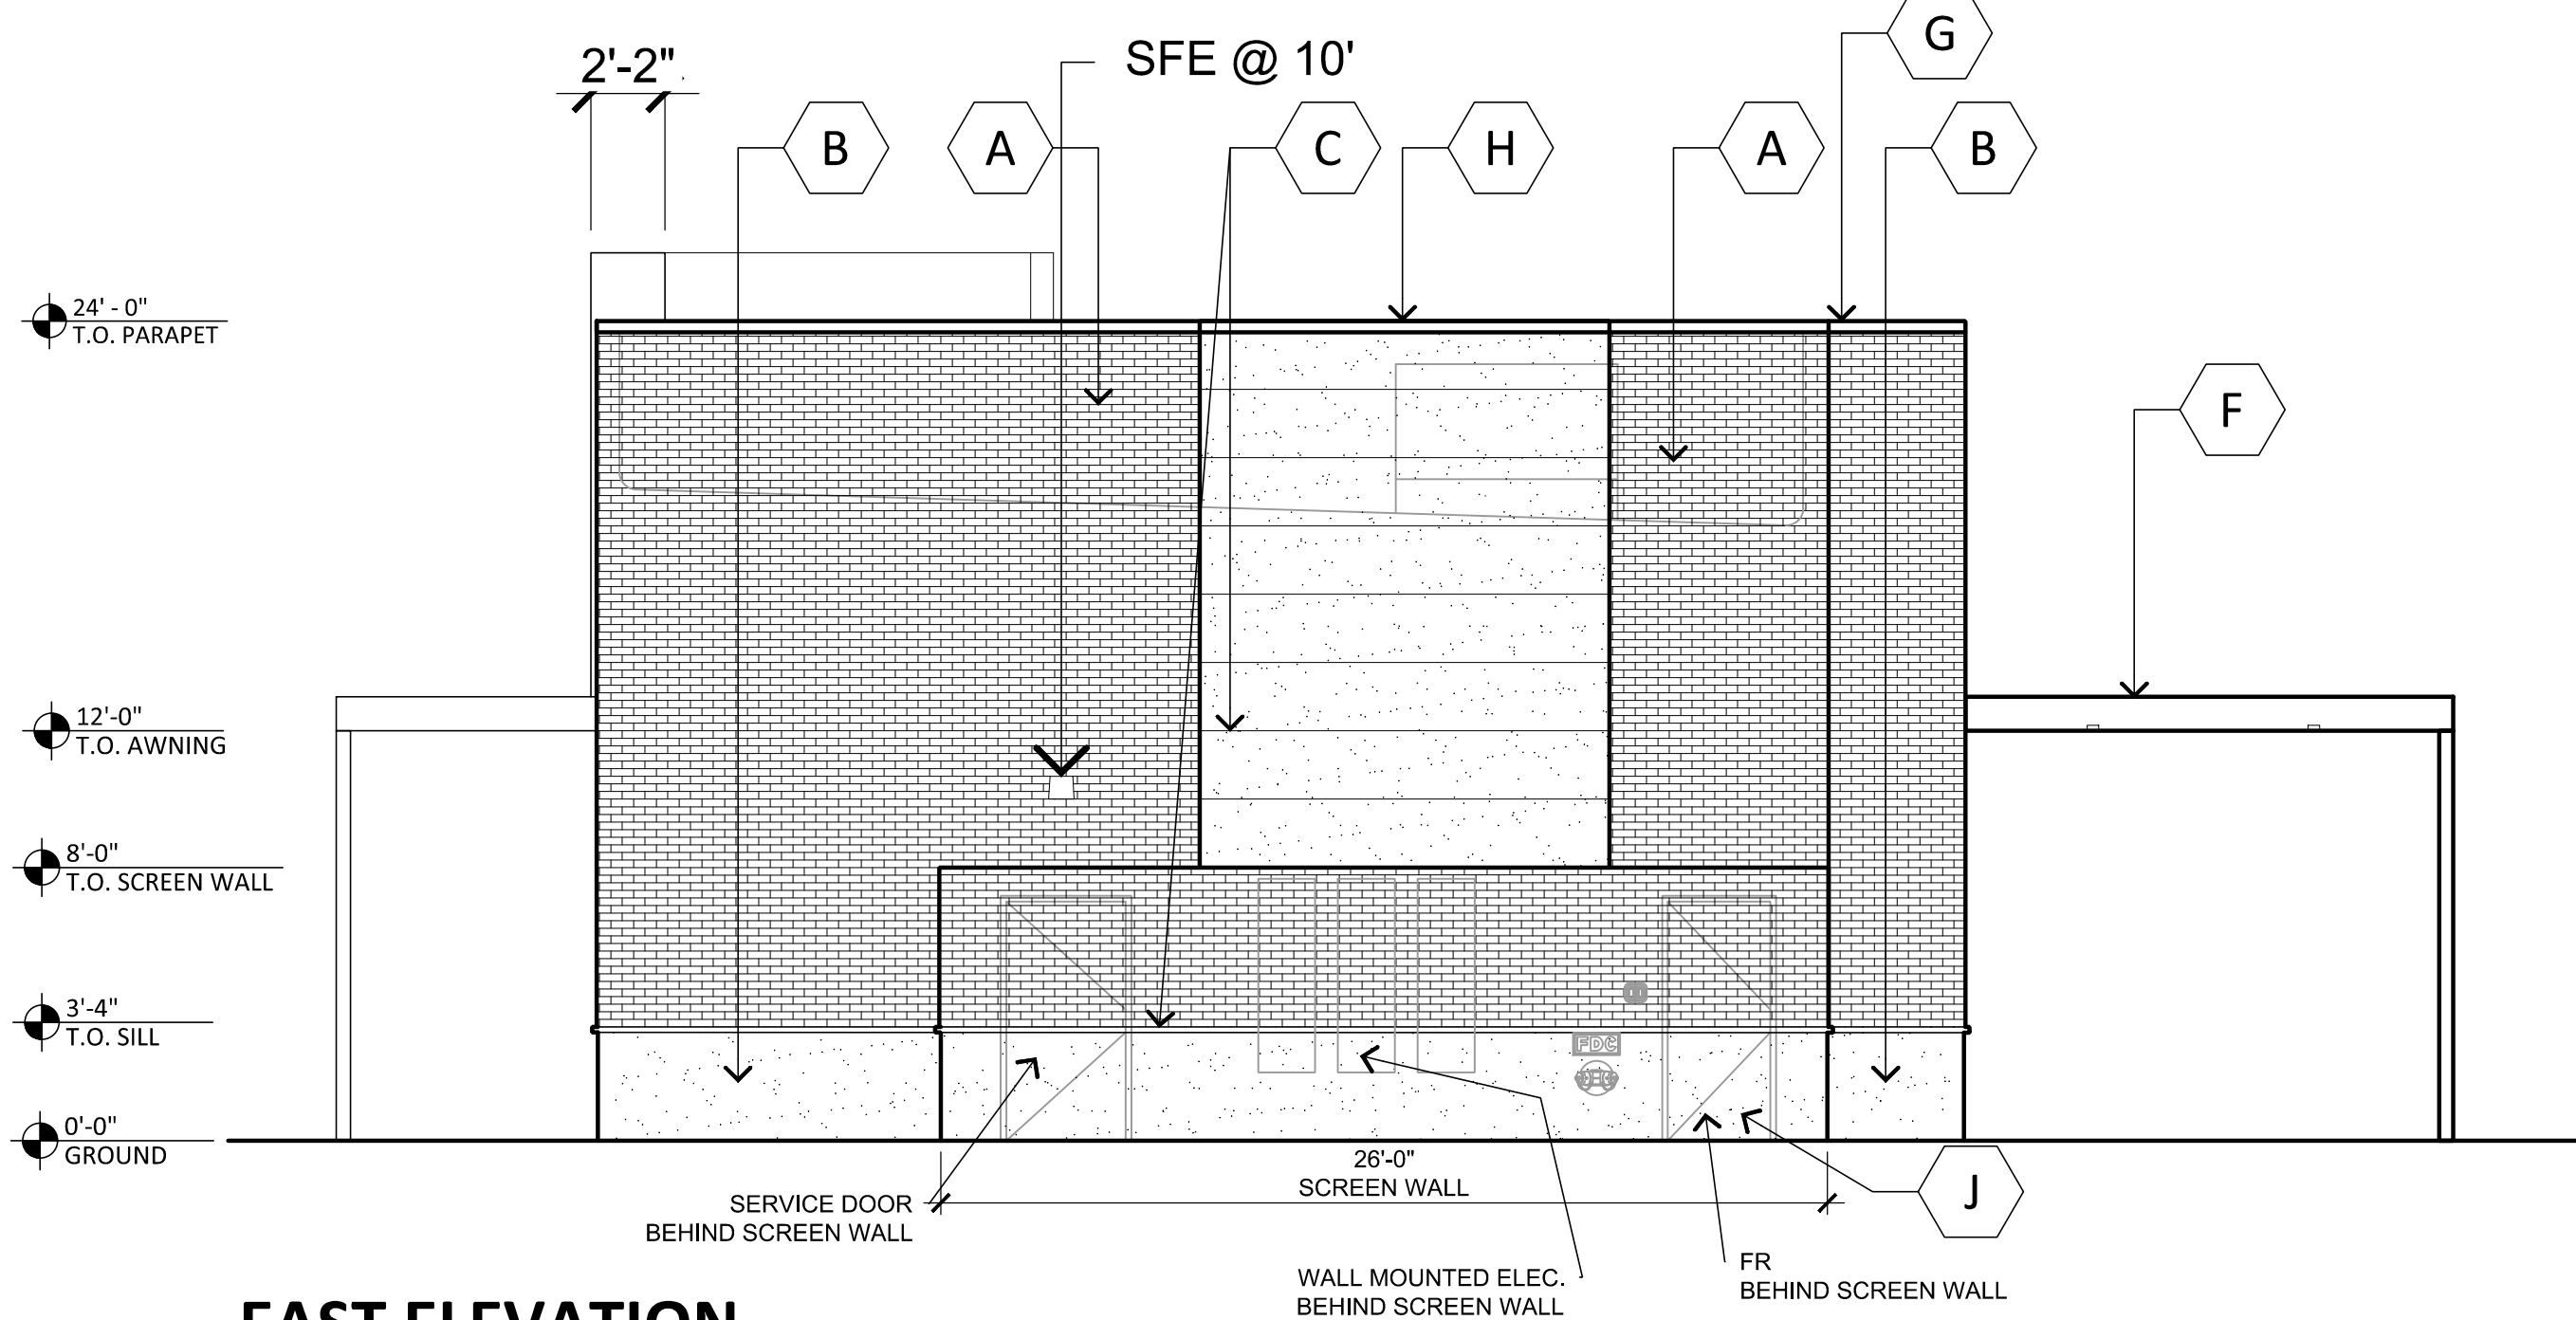 G
2'-2"
SFE @ 10'
B
A
C
H
A
B
24' - 0"
T.O. PARAPET
F
12'-0"
T.O. AWNING
8'-0"
T.O. SCREEN WALL
3'-4"
T.O. SILL
FDC
0'-0"
GROUND
26'-0"
SCREEN WALL
J
SERVICE DOOR
BEHIND SCREEN WALL
FR
BEHIND SCREEN WALL
WALL MOUNTED ELEC.
BEHIND SCREEN WALL
EAST ELEVATION